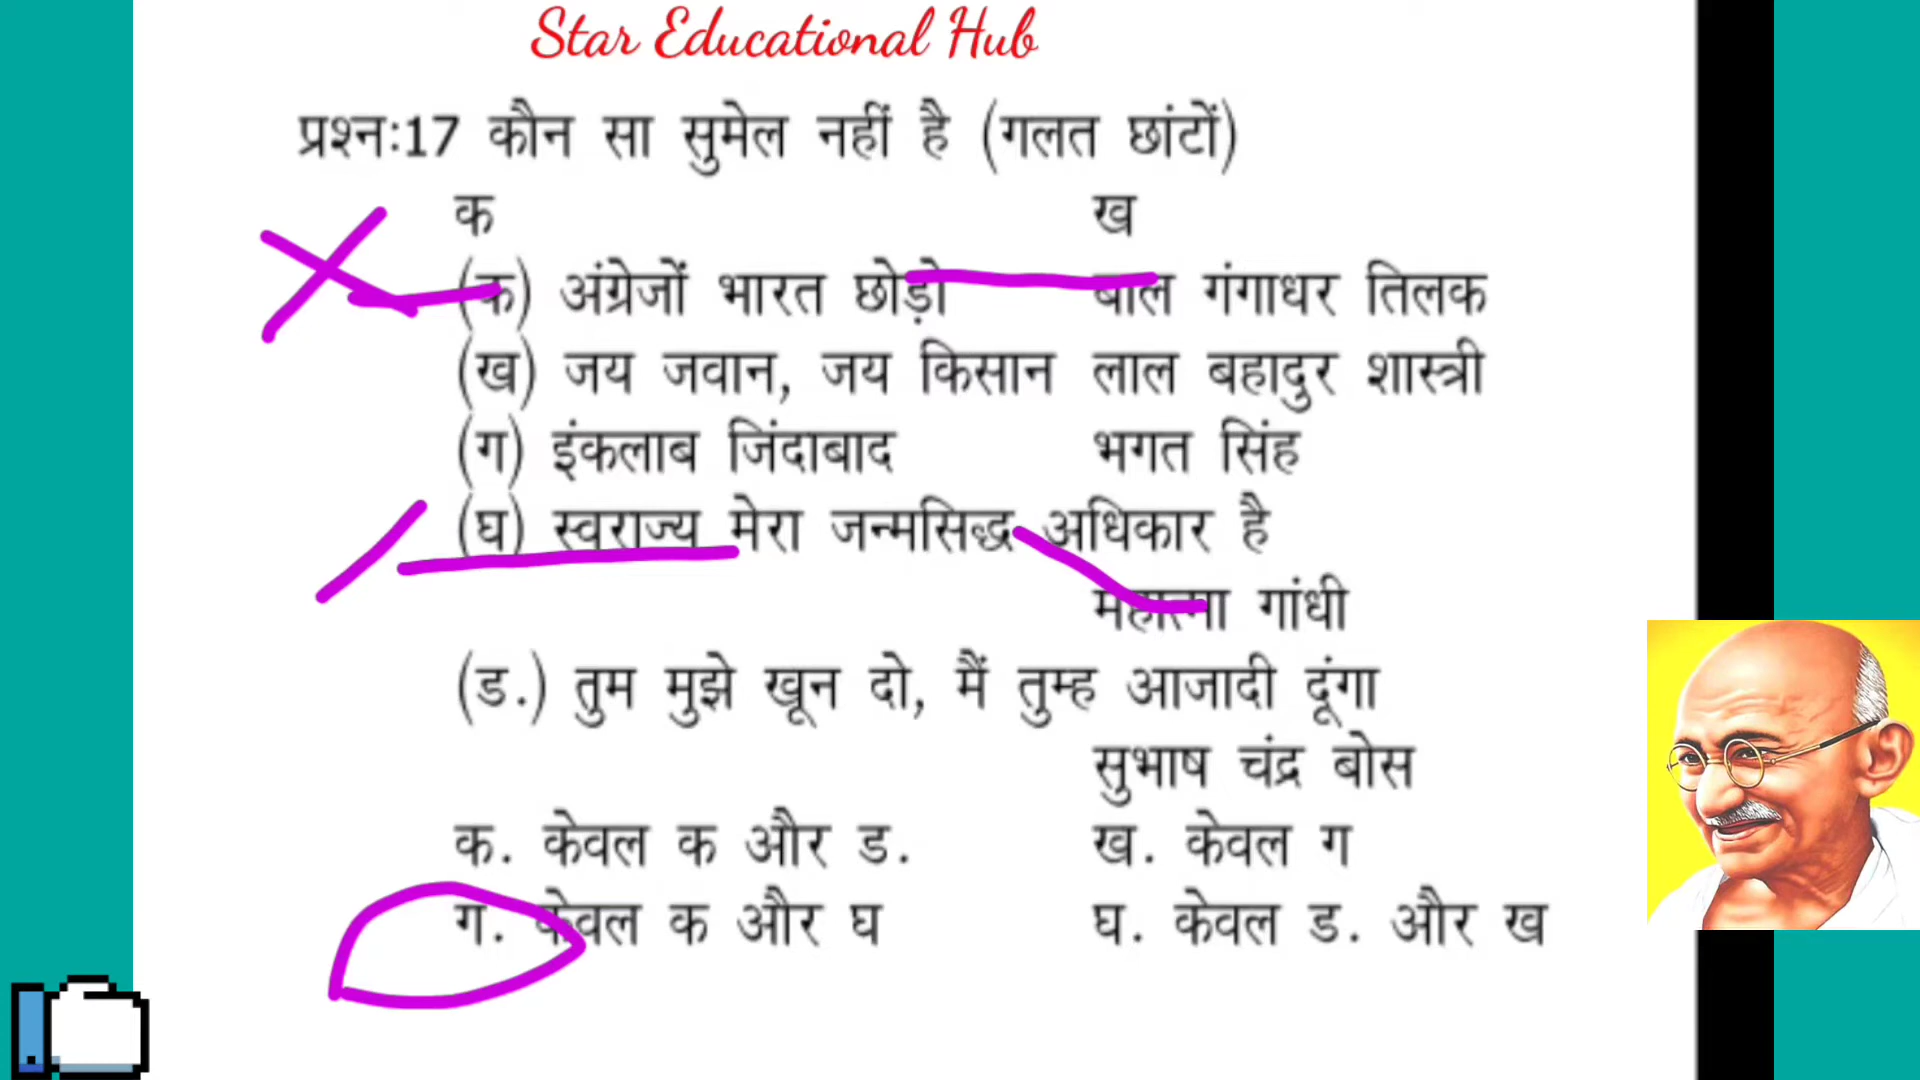 Star Educational Hub
प्रश्न:17 कौन सा सुमेल नहीं है (गलत छांटों)
क ख
(क) अंग्रेजों भारत छोड़ो बाल गंगाधर तिलक
(ख) जय जवान, जय किसान लाल बहादुर शास्त्री
(ग) इंकलाब जिंदाबाद भगत सिंह
(घ) स्वराज्य मेरा जन्मसिद्ध अधिकार है
महात्मा गांधी
(ड.) तुम मुझे खून दो, मैं तुम्ह आजादी दूंगा
सुभाष चंद्र बोस
क. केवल क और ड. ख. केवल ग
ग. केवल क और घ घ. केवल ड. और ख